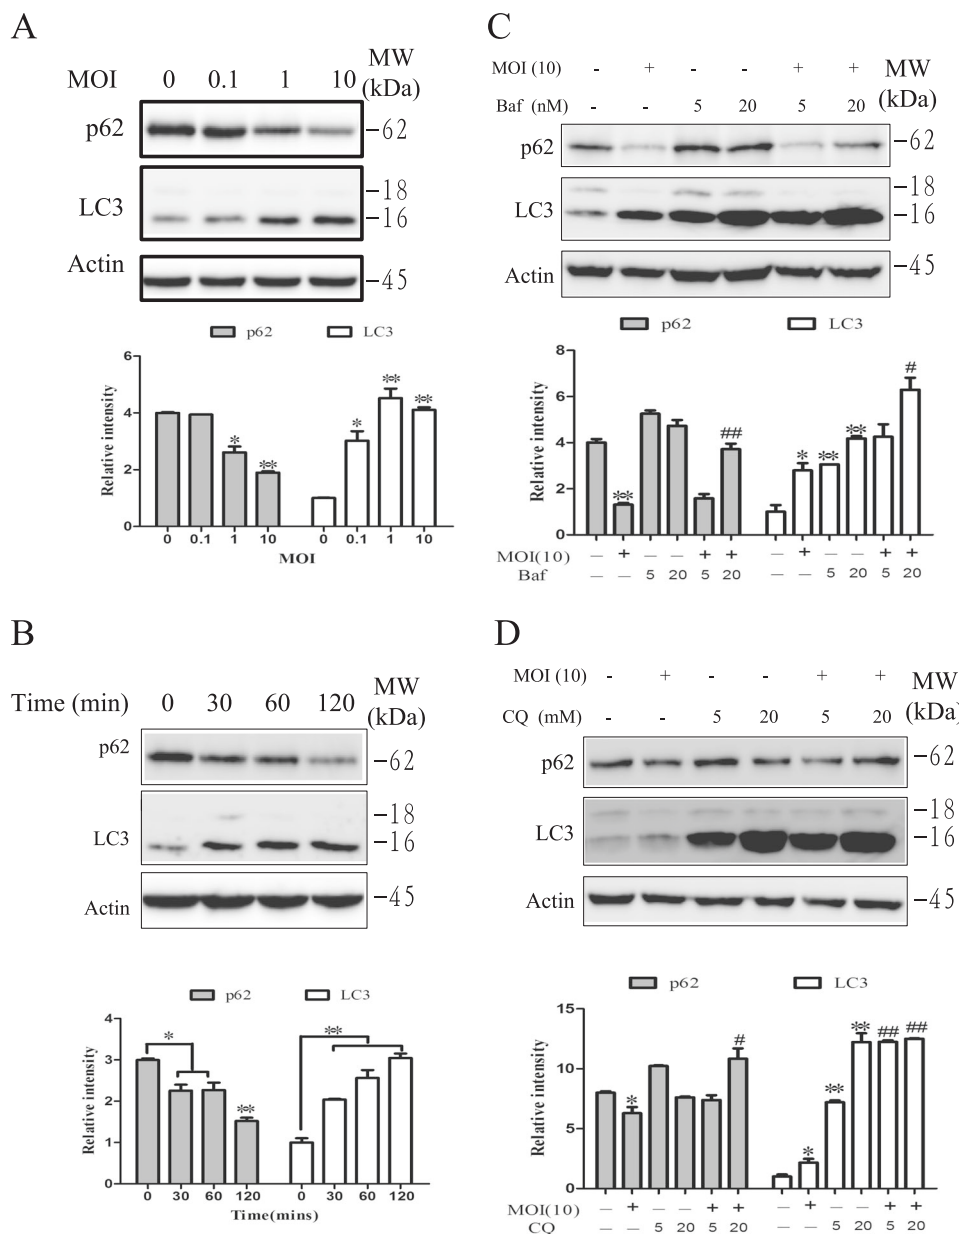 A
MOI 0 0.1 1 10 MW (kDa)
p62 -62
-18
LC3 -16
Actin -45
p62 LC3
Relative intensity
6
4
2
0
* ** * ** **
0 0.1 1 10 0 0.1 1 10
MOI
B
Time (min) 0 30 60 120 MW (kDa)
p62 -62
-18
LC3 -16
Actin -45
p62 LC3
Relative intensity
4
3
2
1
0
* ** **
0 30 60 120 0 30 60 120
Time(mins)
C
MOI (10) - + - - + + MW (kDa)
Baf (nM) - - 5 20 5 20
p62 -62
-18
LC3 -16
Actin -45
p62 LC3
Relative intensity
8
6
4
2
0
** ## * ** ** #
MOI(10) — + — — + + — + — — + +
Baf — — 5 20 5 20 — — 5 20 5 20
D
MOI (10) - + - - + + MW (kDa)
CQ (mM) - - 5 20 5 20
p62 -62
-18
LC3 -16
Actin -45
p62 LC3
Relative intensity
15
10
5
0
* # * ** ** ## ##
MOI(10) — + — — + + — + — — + +
CQ — — 5 20 5 20 — — 5 20 5 20